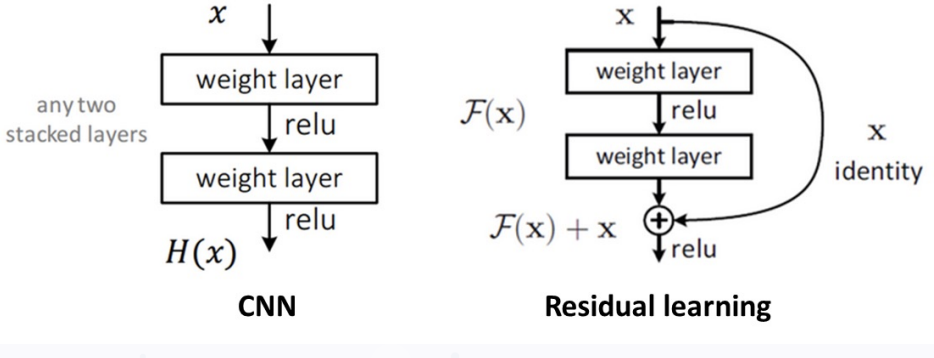 x
weight layer
any two
stacked layers
relu
weight layer
relu
H(x)
CNN
x
weight layer
F(x)
relu
x
identity
weight layer
F(x) + x
+
relu
Residual learning